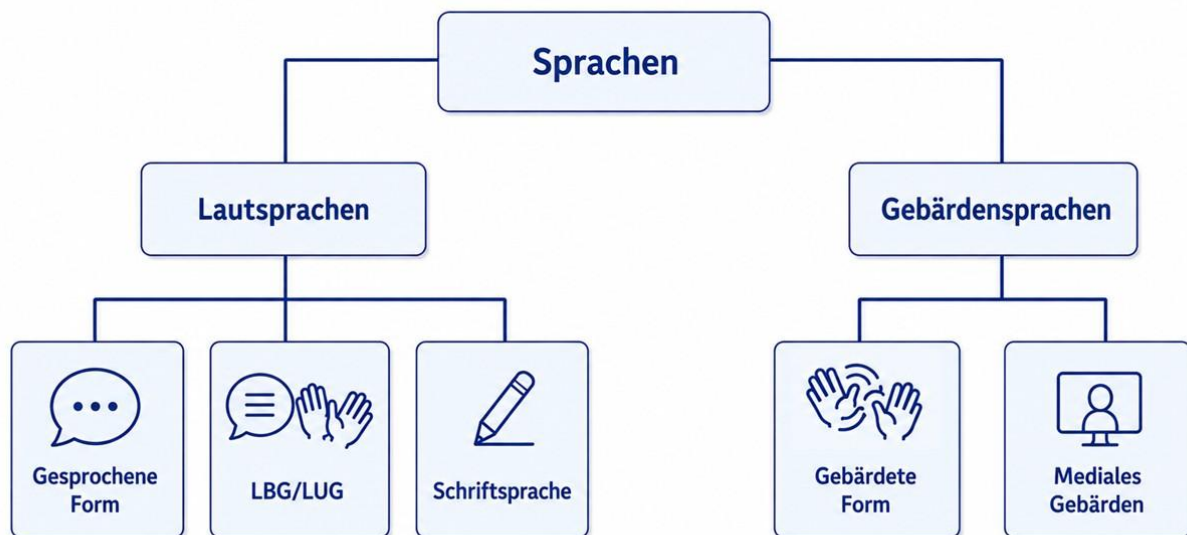 Sprachen
Lautsprachen
Gebärdensprachen
Gesprochene
Form
LBG/LUG
Schriftsprache
Gebärdete
Form
Mediales
Gebärden